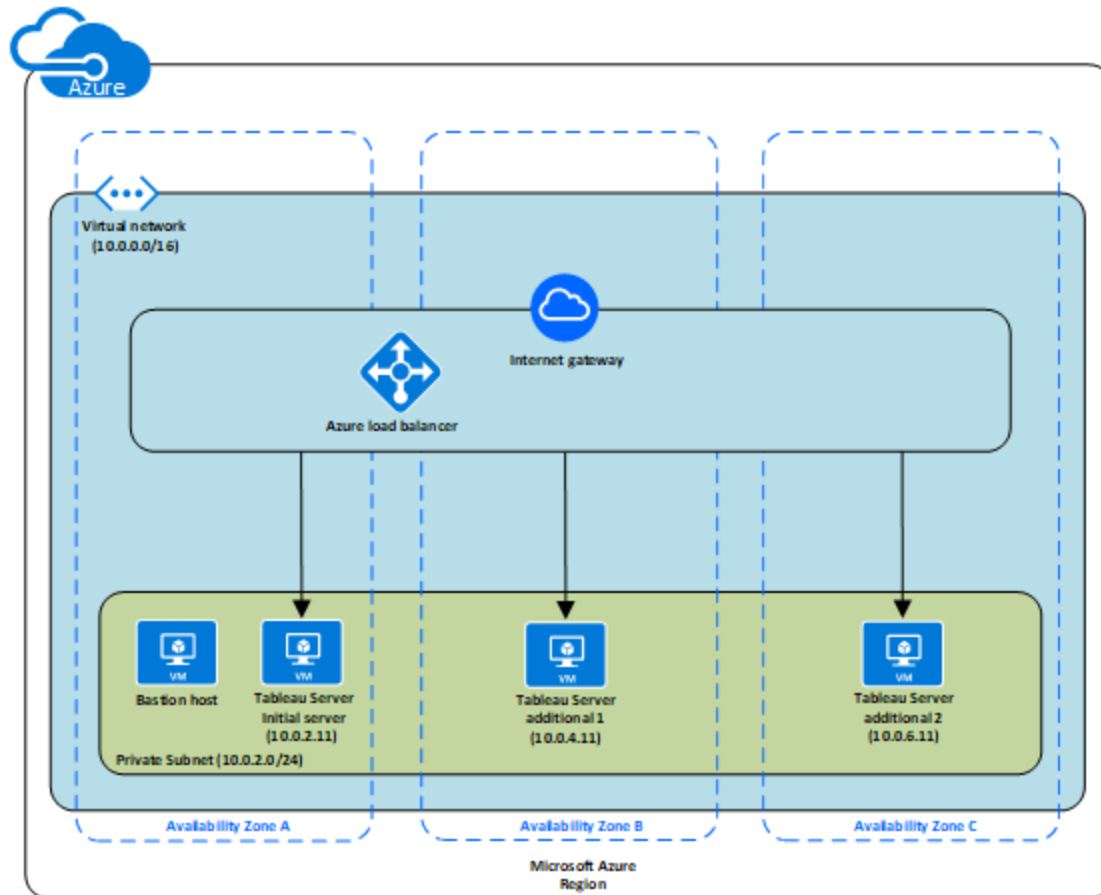 Azure
Virtual network
(10.0.0.0/16)
Internet gateway
Azure load balancer
VM
VM
VM
VM
Bastion host
Tableau Server
Initial server
(10.0.2.11)
Tableau Server
additional 1
(10.0.4.11)
Tableau Server
additional 2
(10.0.6.11)
Private Subnet (10.0.2.0/24)
Availability Zone A
Availability Zone B
Availability Zone C
Microsoft Azure
Region